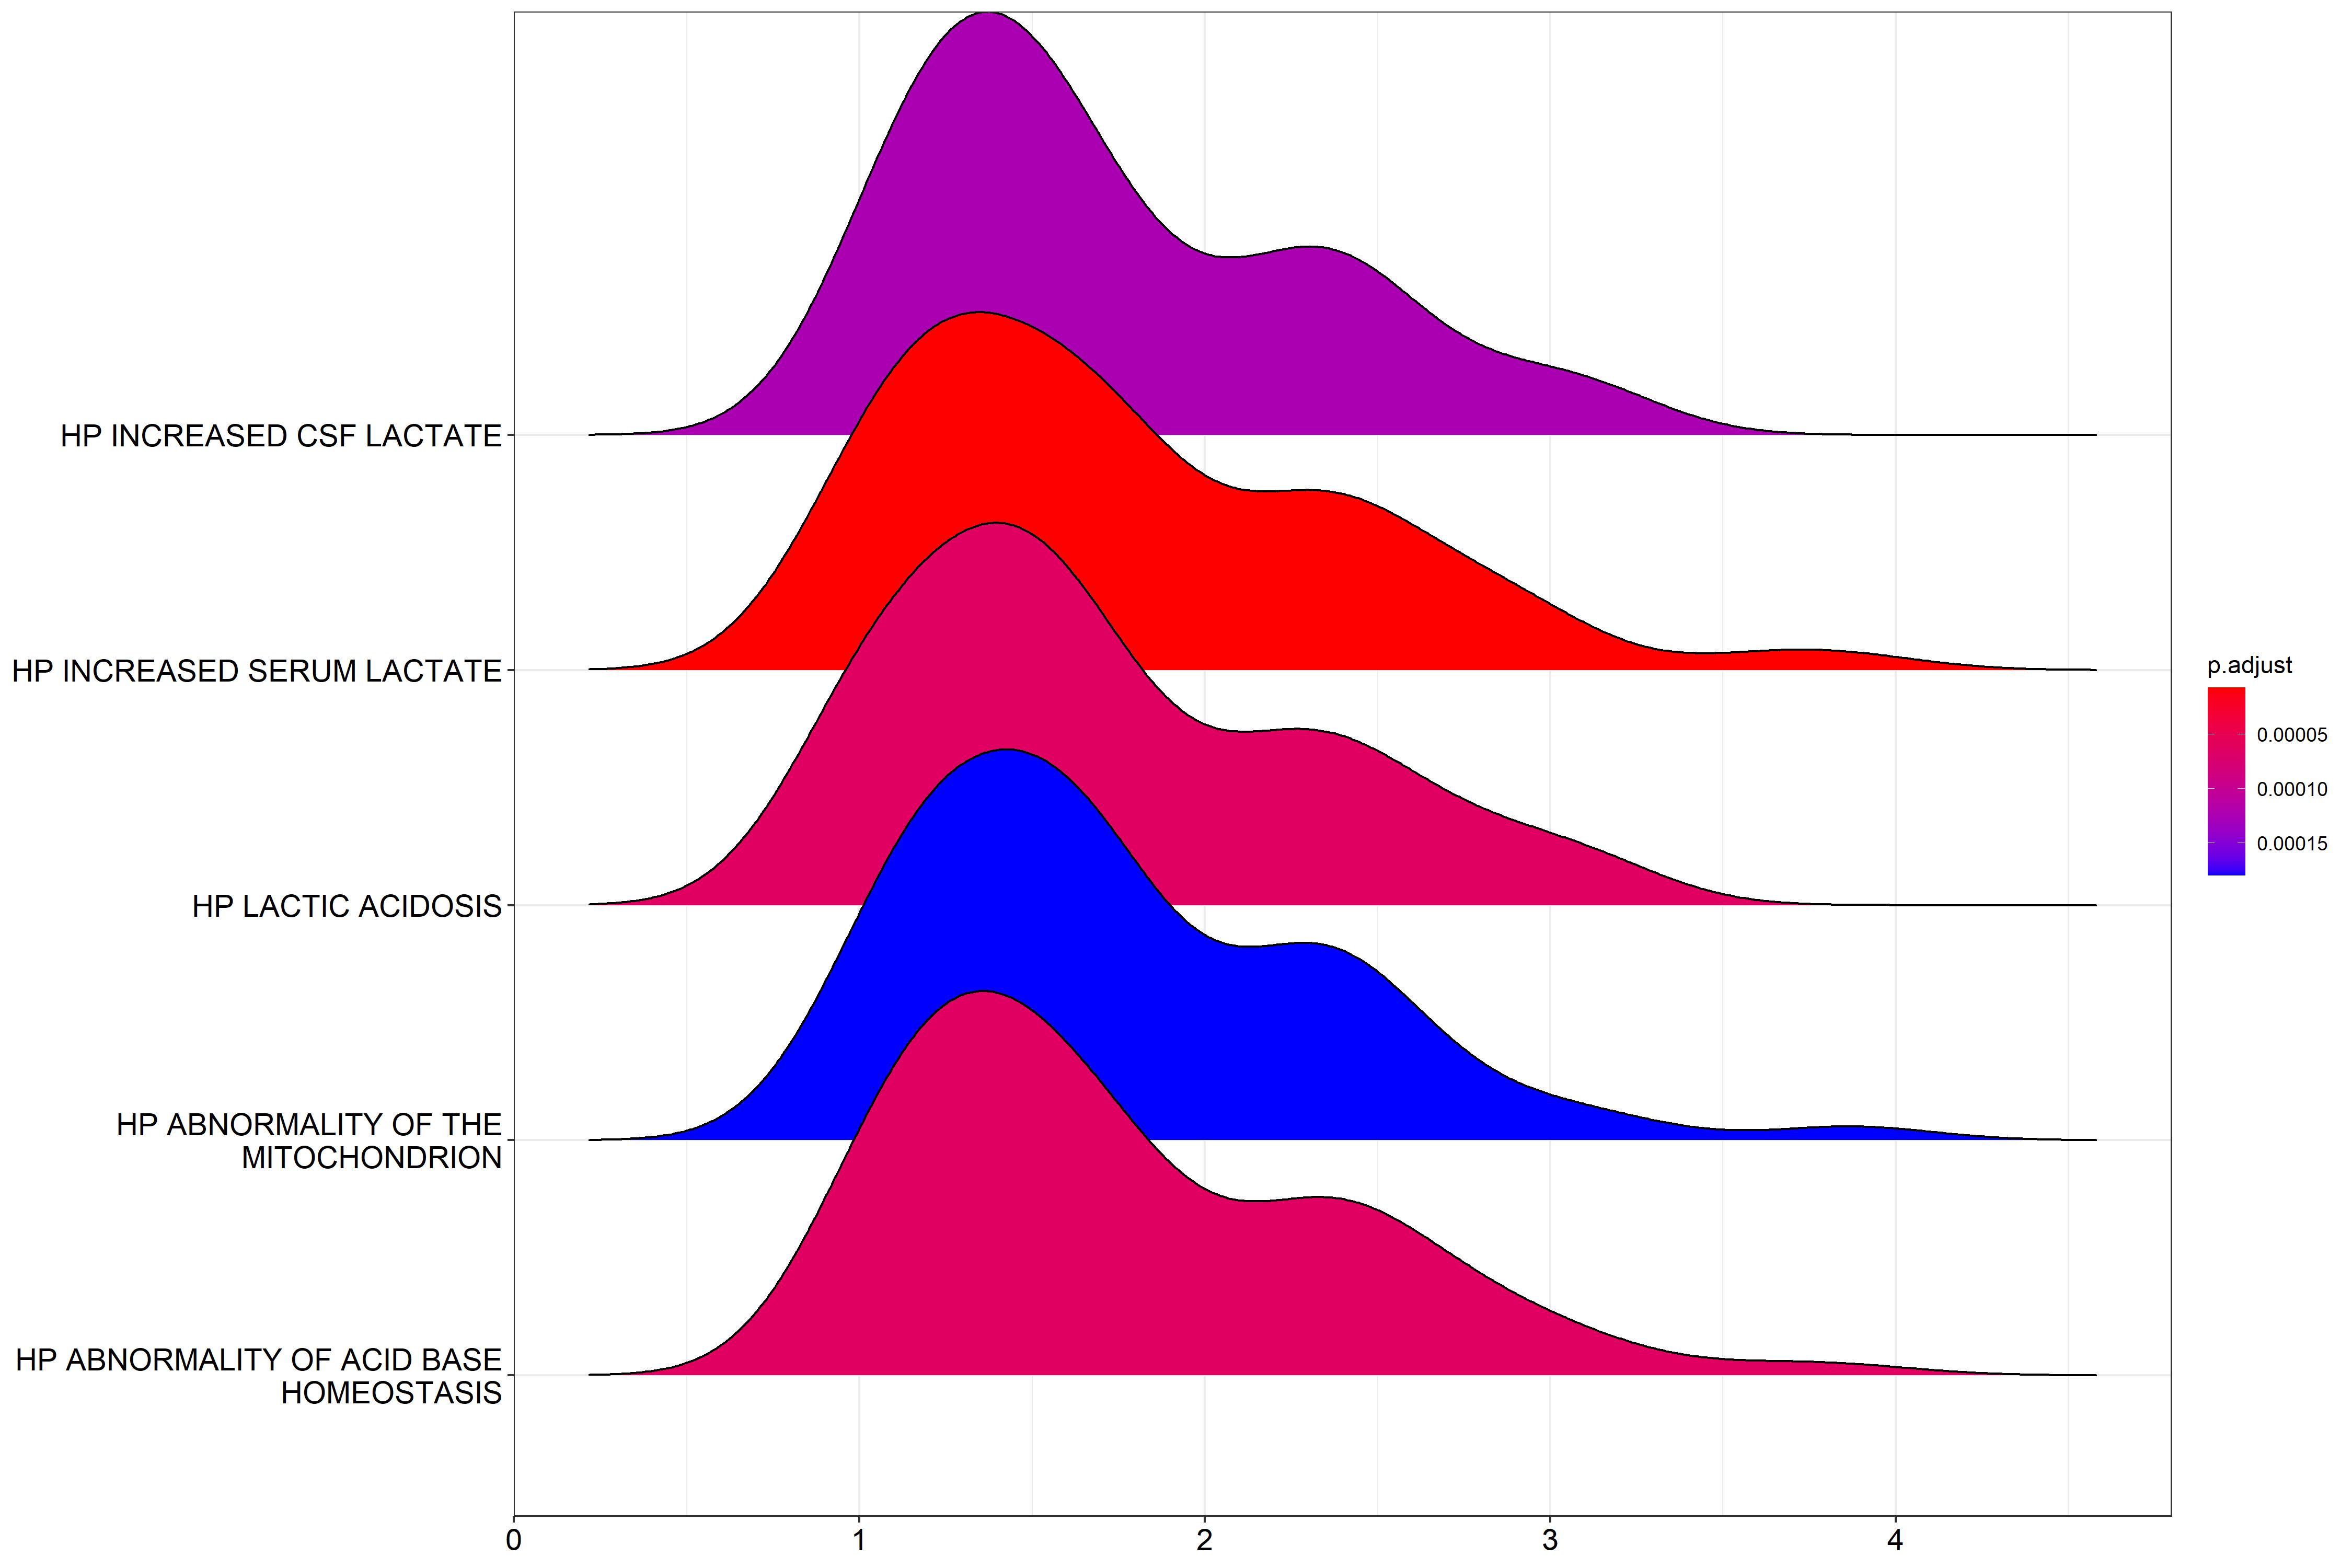 HP INCREASED CSF LACTATE
HP INCREASED SERUM LACTATE
HP LACTIC ACIDOSIS
HP ABNORMALITY OF THE
MITOCHONDRION
HP ABNORMALITY OF ACID BASE
HOMEOSTASIS
0 1 2 3 4
p.adjust
0.00005
0.00010
0.00015